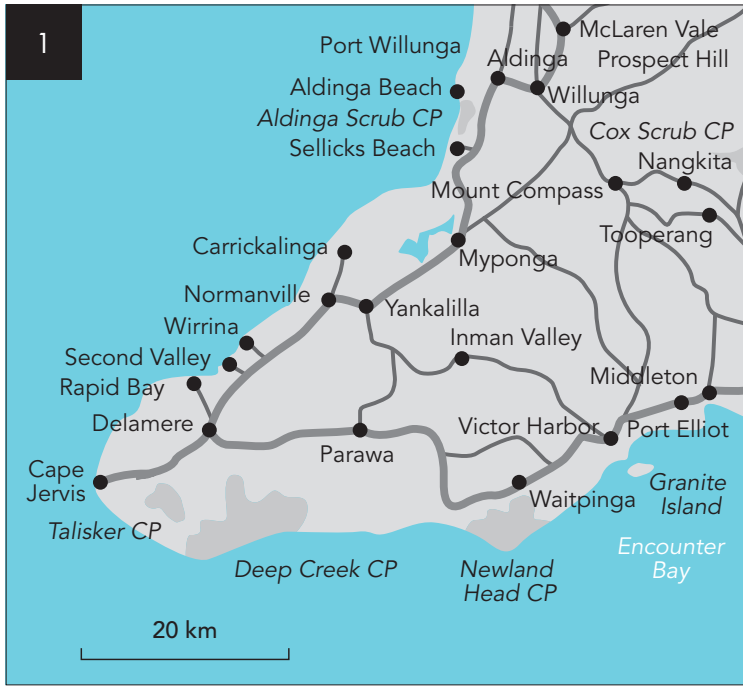 1
Port Willunga
McLaren Vale
Aldinga
Prospect Hill
Aldinga Beach
Willunga
Aldinga Scrub CP
Cox Scrub CP
Sellicks Beach
Nangkita
Mount Compass
Tooperang
Carrickalinga
Myponga
Normanville
Yankalilla
Wirrina
Inman Valley
Second Valley
Rapid Bay
Middleton
Delamere
Victor Harbor
Port Elliot
Parawa
Cape
Jervis
Waitpinga
Granite
Island
Talisker CP
Encounter
Bay
Deep Creek CP
Newland
Head CP
20 km